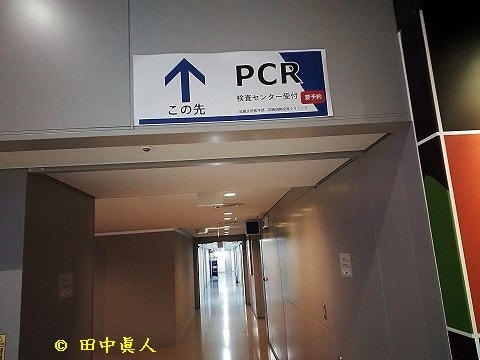 PCR
この先
検査センター受付 要予約
© 田中眞人